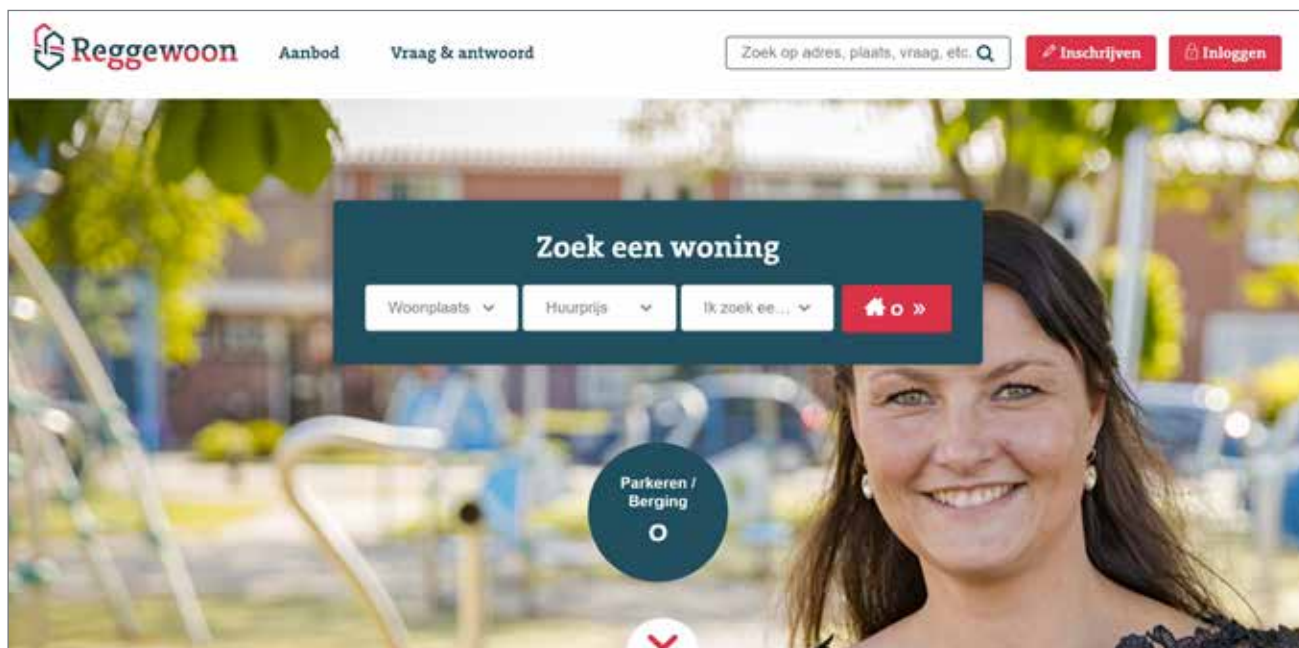 Reggewoon
Aanbod
Vraag & antwoord
Zoek op adres, plaats, vraag, etc.
Inschrijven
Inloggen
Zoek een woning
Woonplaats
Huurprijs
Ik zoek ee...
0 »
Parkeren /
Berging
0